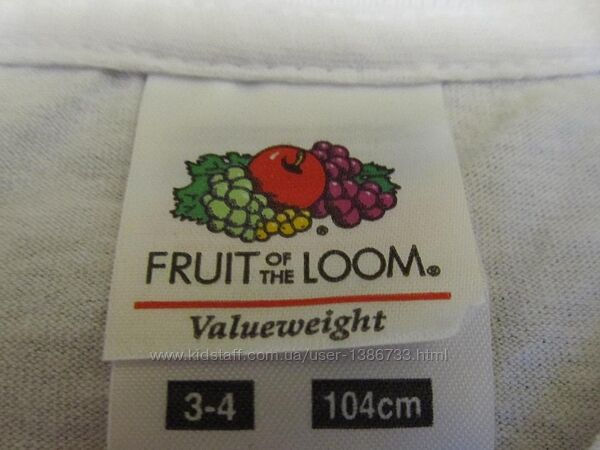 ®
FRUIT OF THE LOOM®
Valueweight
www.kidstaff.com.ua/user-1386733.html
3-4 104cm